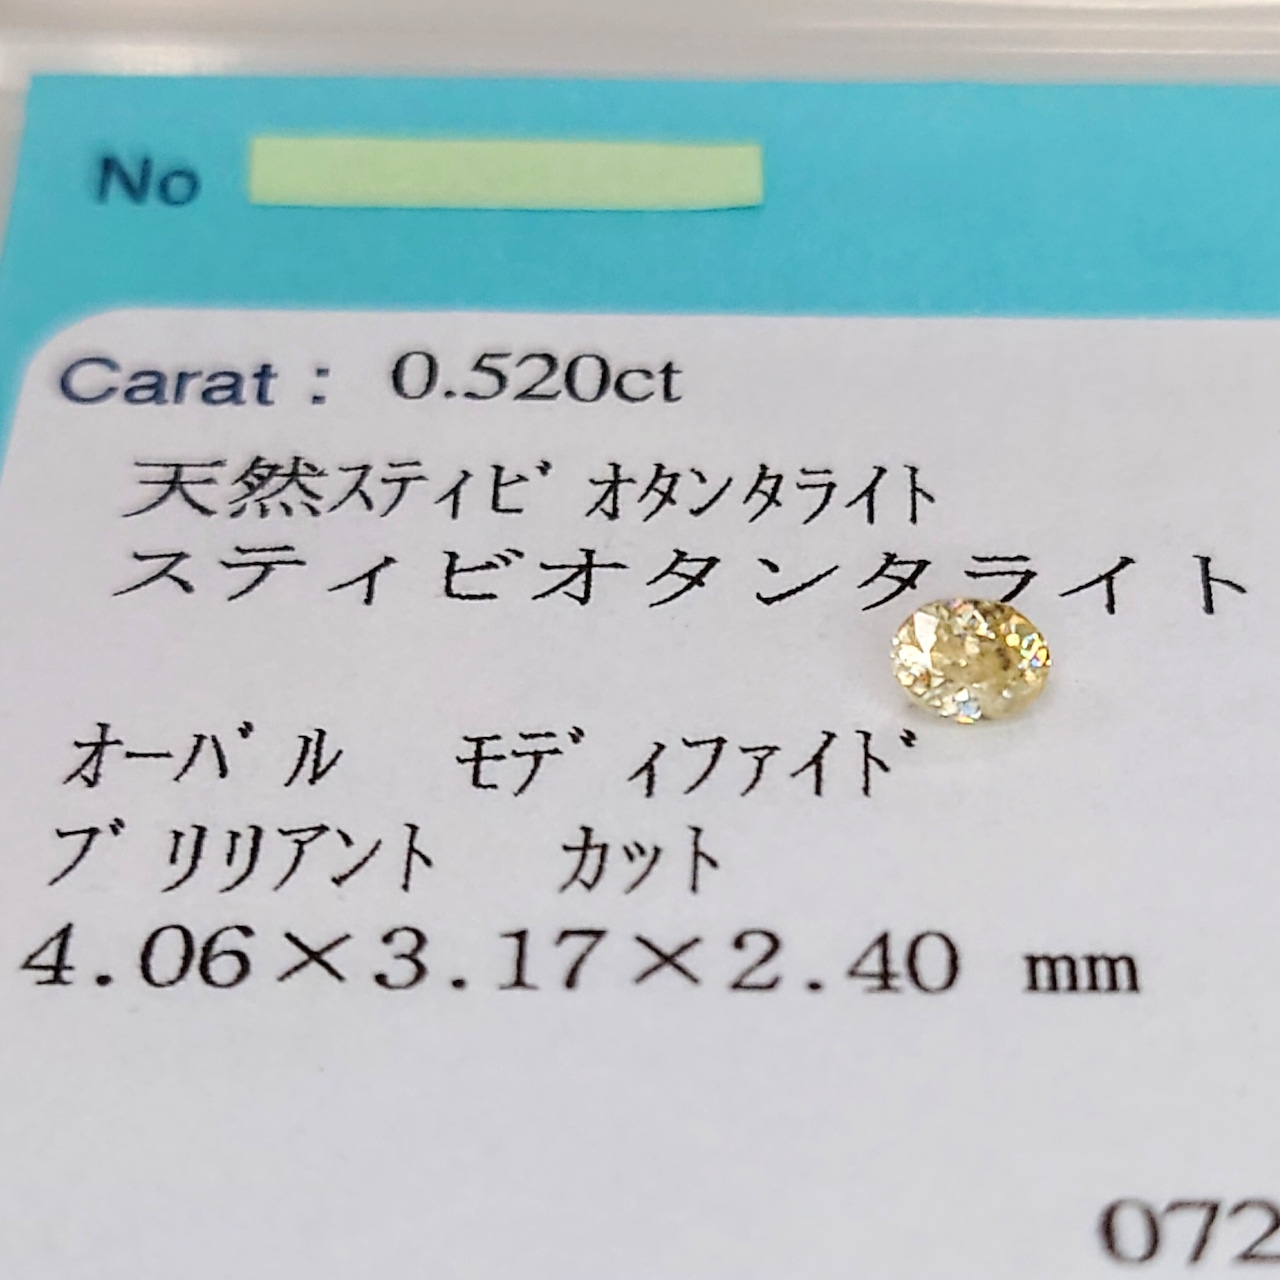 No
Carat : 0.520ct
天然スティビオタンタライト
スティビオタンタライト
オーバル モディファイド
ブリリアント カット
4.06×3.17×2.40 mm
072